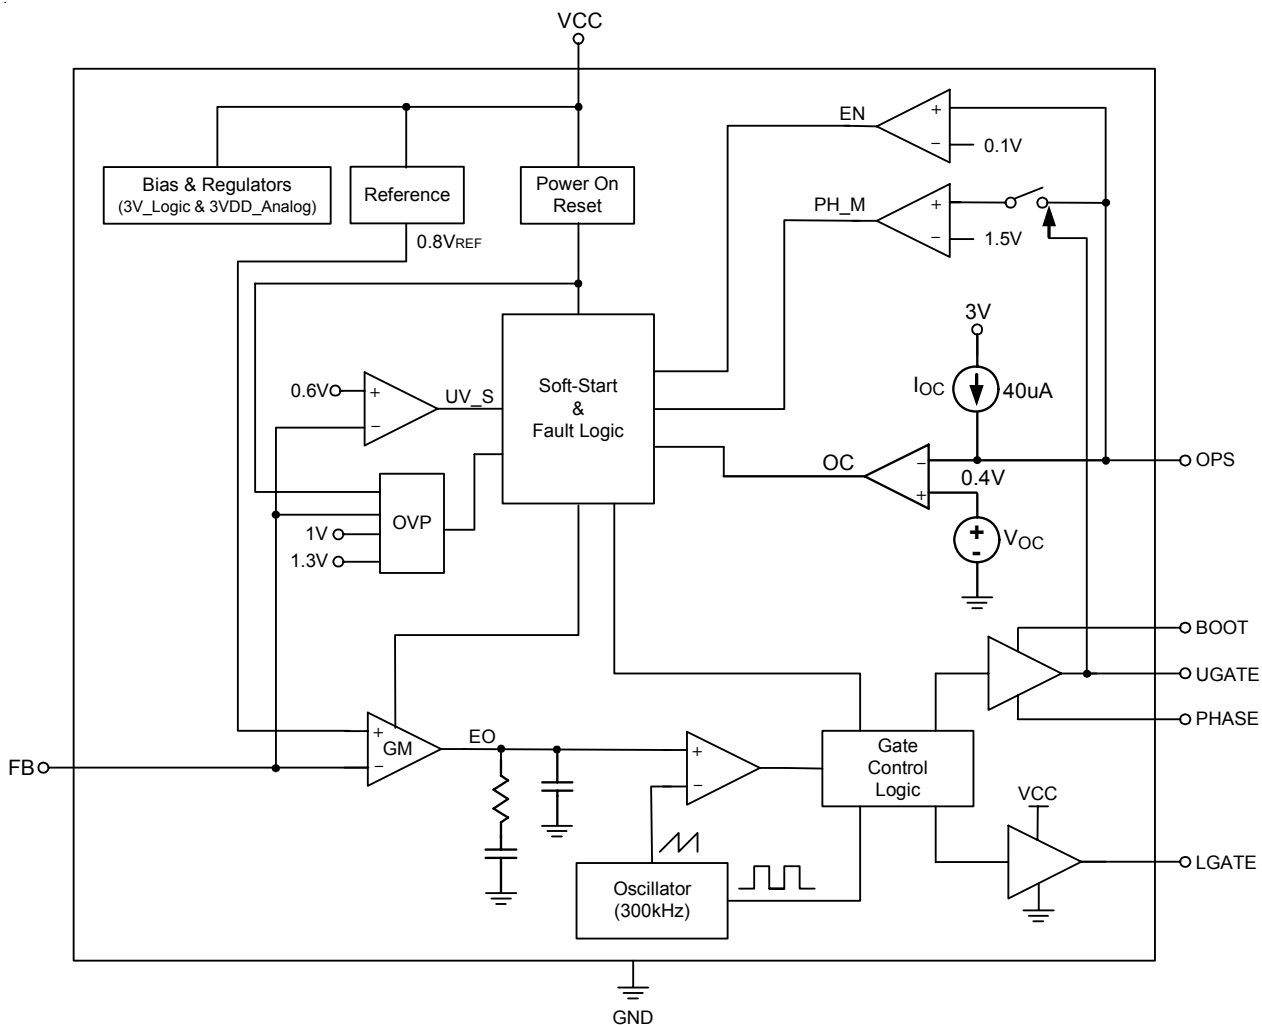 VCC
EN
+
−
0.1V
Bias & Regulators
(3V_Logic & 3VDD_Analog)
Reference
Power On
Reset
PH_M
+
−
1.5V
0.8VREF
3V
IOC
40uA
0.6V
+
−
UV_S
Soft-Start
&
Fault Logic
OC
−
+
0.4V
OPS
OVP
1V
1.3V
+
-
VOC
BOOT
UGATE
PHASE
+
−
GM
EO
+
−
Gate
Control
Logic
FB
VCC
LGATE
Oscillator
(300kHz)
GND